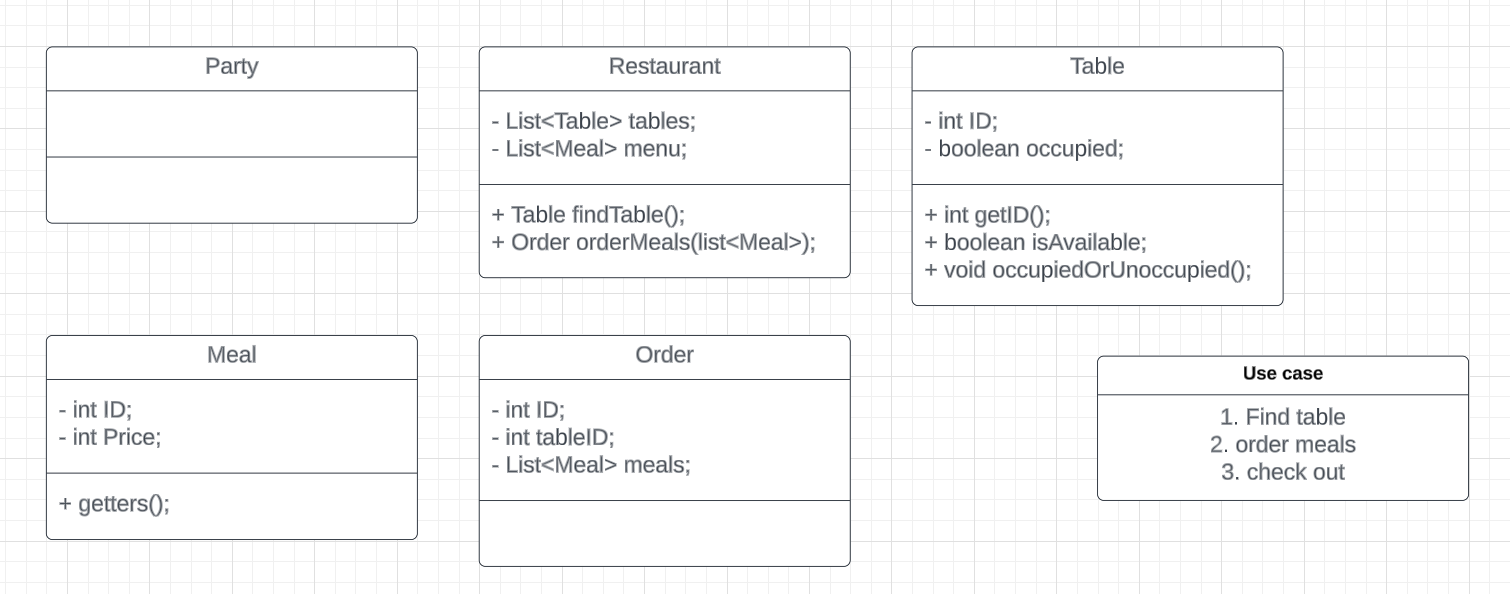 Party
Restaurant
- List<Table> tables;
- List<Meal> menu;
+ Table findTable();
+ Order orderMeals(list<Meal>);
Table
- int ID;
- boolean occupied;
+ int getID();
+ boolean isAvailable;
+ void occupiedOrUnoccupied();
Meal
- int ID;
- int Price;
+ getters();
Order
- int ID;
- int tableID;
- List<Meal> meals;
Use case
1. Find table
2. order meals
3. check out